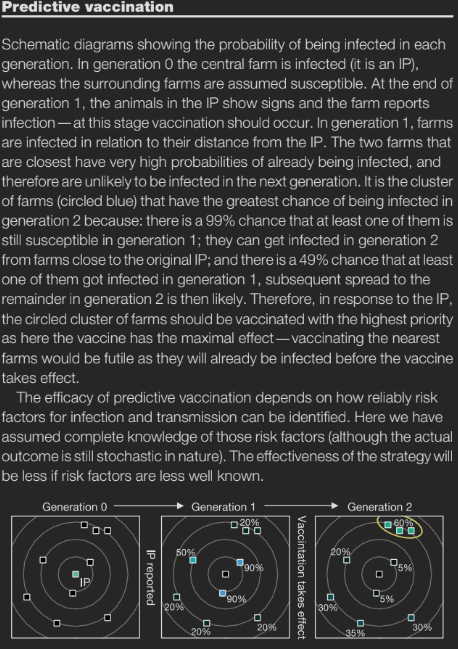 Predictive vaccination
Schematic diagrams showing the probability of being infected in each
generation. In generation 0 the central farm is infected (it is an IP),
whereas the surrounding farms are assumed susceptible. At the end of
generation 1, the animals in the IP show signs and the farm reports
infection — at this stage vaccination should occur. In generation 1, farms
are infected in relation to their distance from the IP. The two farms that
are closest have very high probabilities of already being infected, and
therefore are unlikely to be infected in the next generation. It is the cluster
of farms (circled blue) that have the greatest chance of being infected in
generation 2 because: there is a 99% chance that at least one of them is
still susceptible in generation 1; they can get infected in generation 2
from farms close to the original IP; and there is a 49% chance that at least
one of them got infected in generation 1, subsequent spread to the
remainder in generation 2 is then likely. Therefore, in response to the IP,
the circled cluster of farms should be vaccinated with the highest priority
as here the vaccine has the maximal effect — vaccinating the nearest
farms would be futile as they will already be infected before the vaccine
takes effect.
The efficacy of predictive vaccination depends on how reliably risk
factors for infection and transmission can be identified. Here we have
assumed complete knowledge of those risk factors (although the actual
outcome is still stochastic in nature). The effectiveness of the strategy will
be less if risk factors are less well known.
Generation 0
Generation 1
Generation 2
IP
IP reported
20%
50%
90%
90%
20%
20%
20%
Vaccintation takes effect
60%
20%
5%
5%
30%
35%
30%